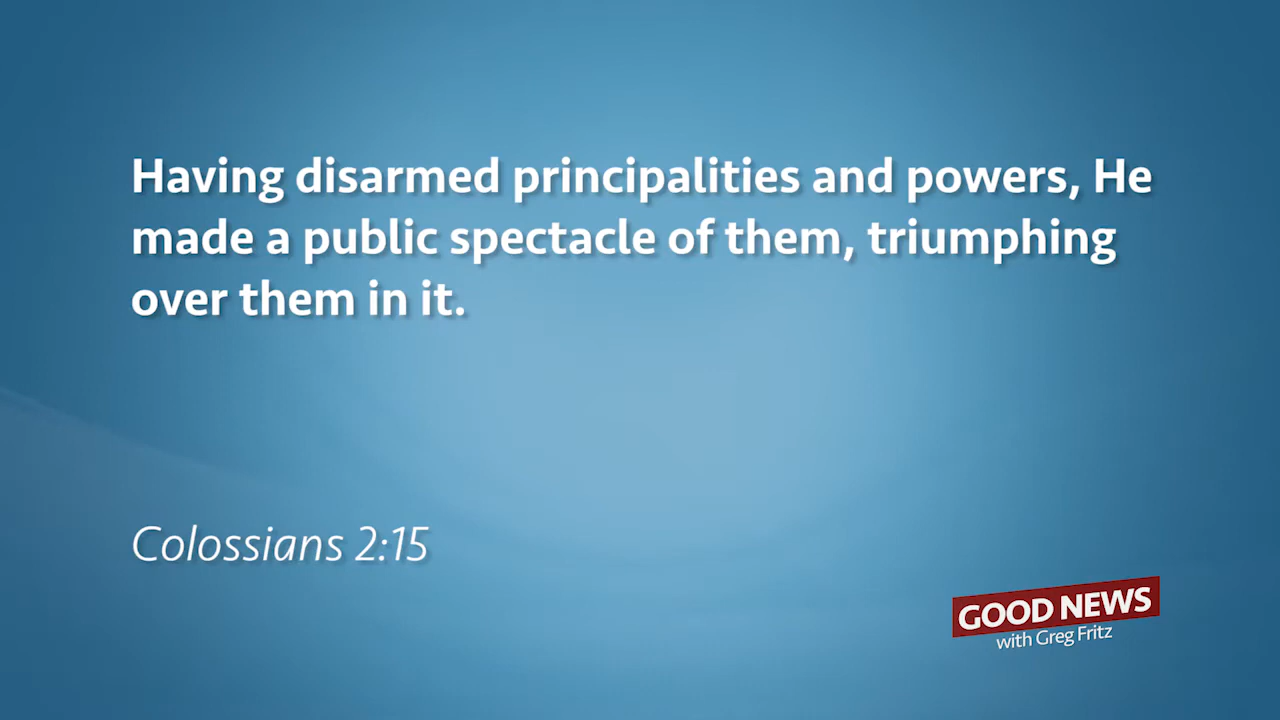 Having disarmed principalities and powers, He
made a public spectacle of them, triumphing
over them in it.
Colossians 2:15
GOOD NEWS
with Greg Fritz